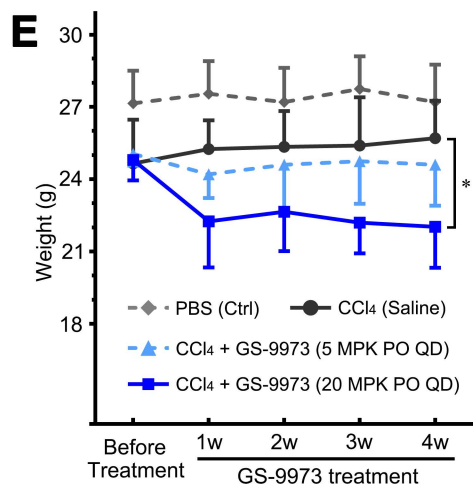 E
30
27
24
21
18
Weight (g)
*
PBS (Ctrl) CCl₄ (Saline)
CCl₄ + GS-9973 (5 MPK PO QD)
CCl₄ + GS-9973 (20 MPK PO QD)
Before Treatment 1w 2w 3w 4w
GS-9973 treatment